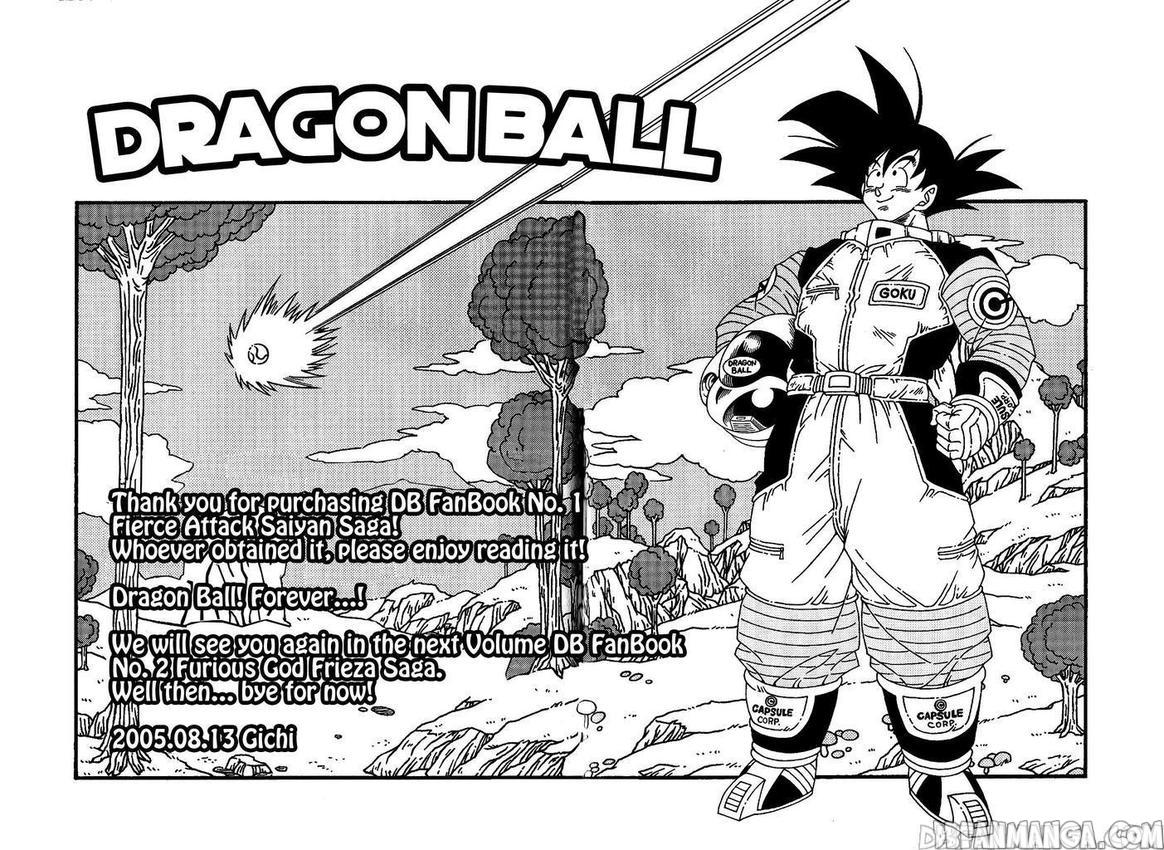 DRAGON BALL
GOKU
DRAGON
BALL
CORP.
Thank you for purchasing DB FanBook No. 1
Fierce Attack Saiyan Saga!
Whoever obtained it, please enjoy reading it!
Dragon Ball! Forever....!
We will see you again in the next Volume DB FanBook
No. 2 Furious God Frieza Saga.
Well then.... bye for now!
2005.08.13 Gichi
CAPSULE
CORP.
CAPSULE
CORP.
DBFANMANGA.COM